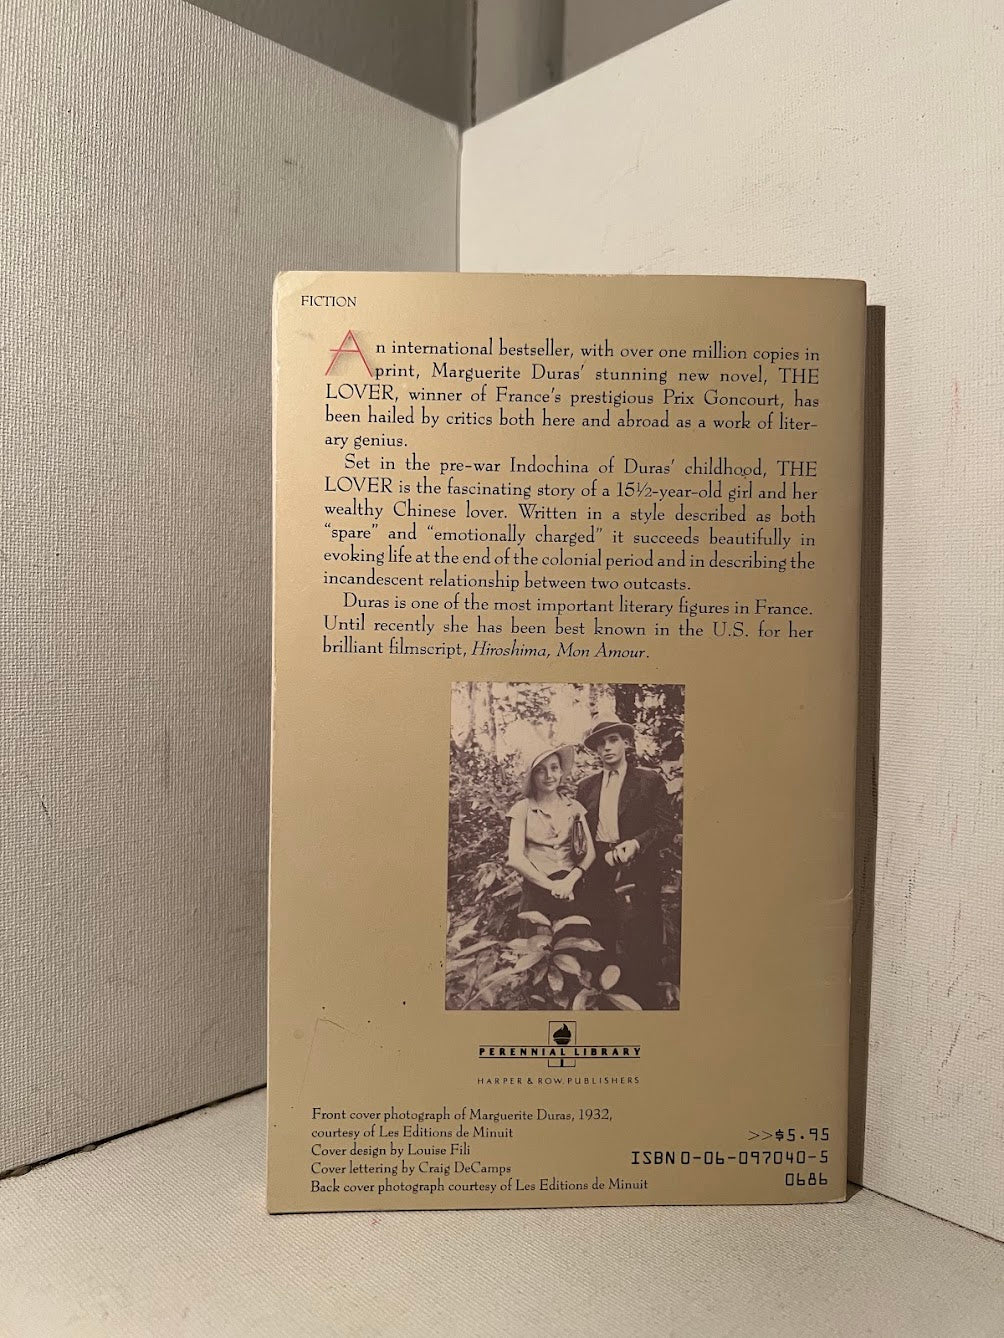 FICTION
An international bestseller, with over one million copies in
print, Marguerite Duras' stunning new novel, THE
LOVER, winner of France's prestigious Prix Goncourt, has
been hailed by critics both here and abroad as a work of liter-
ary genius.
Set in the pre-war Indochina of Duras' childhood, THE
LOVER is the fascinating story of a 15½-year-old girl and her
wealthy Chinese lover. Written in a style described as both
“spare” and “emotionally charged” it succeeds beautifully in
evoking life at the end of the colonial period and in describing the
incandescent relationship between two outcasts.
Duras is one of the most important literary figures in France.
Until recently she has been best known in the U.S. for her
brilliant filmscript, Hiroshima, Mon Amour.
PERENNIAL LIBRARY
HARPER & ROW, PUBLISHERS
Front cover photograph of Marguerite Duras, 1932,
courtesy of Les Editions de Minuit
Cover design by Louise Fili
Cover lettering by Craig DeCamps
Back cover photograph courtesy of Les Editions de Minuit
>>$5.95
ISBN 0-06-097040-5
0686